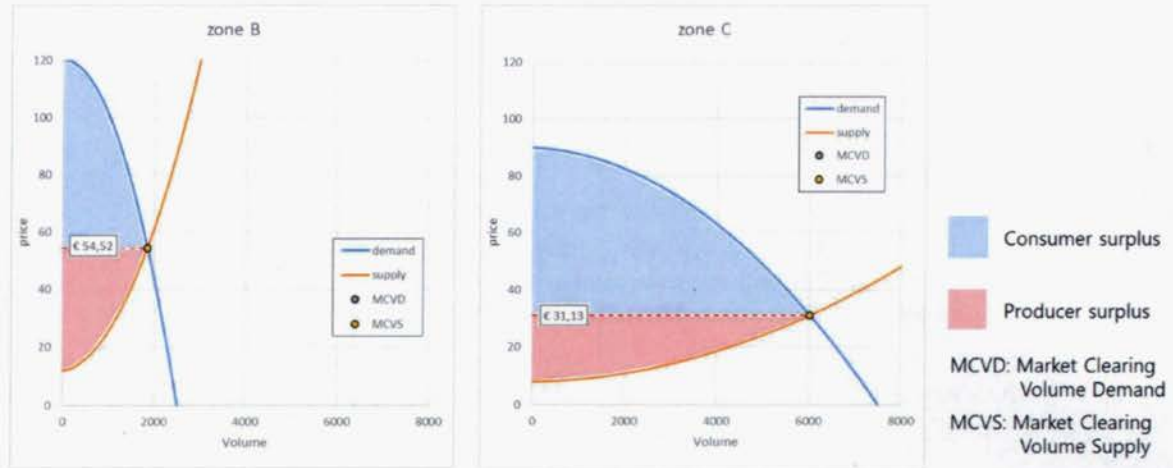 zone B
120
100
80
60
40
20
0
price
€ 54,52
demand
supply
MCVD
MCVS
0
2000
4000
6000
8000
Volume
zone C
120
100
80
60
40
20
0
price
€ 31,13
demand
supply
MCVD
MCVS
0
2000
4000
6000
8000
Volume
Consumer surplus
Producer surplus
MCVD: Market Clearing
Volume Demand
MCVS: Market Clearing
Volume Supply